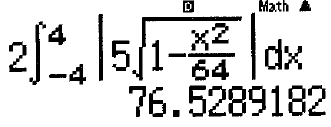 D Math ▲
2∫⁴₋₄ |5√(1-x²/64)|dx
76.5289182